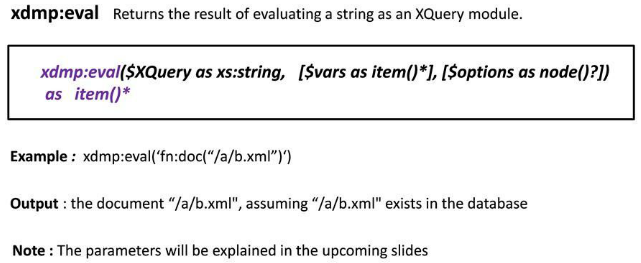 xdmp:eval Returns the result of evaluating a string as an XQuery module.
xdmp:eval($XQuery as xs:string, [$vars as item()*], [$options as node()?])
as item()*
Example : xdmp:eval(‘fn:doc(“/a/b.xml”)’)
Output : the document “/a/b.xml", assuming “/a/b.xml" exists in the database
Note : The parameters will be explained in the upcoming slides